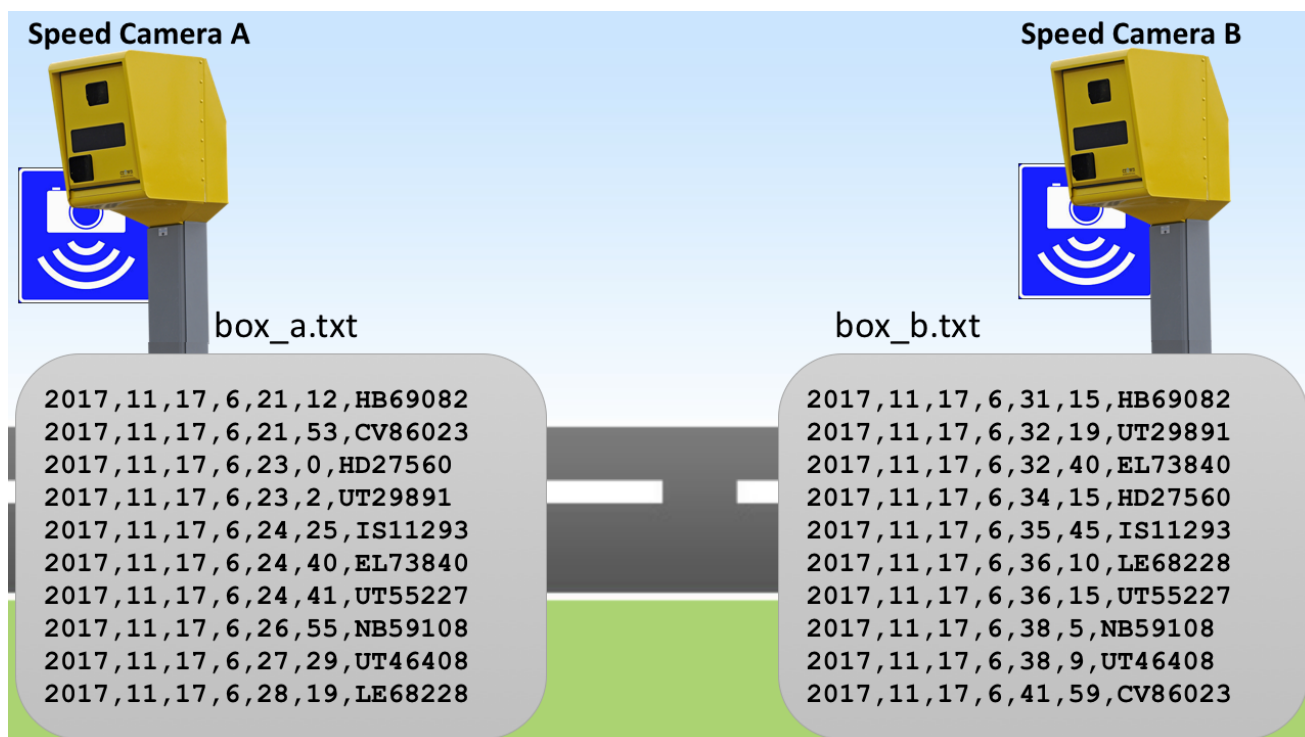 Speed Camera A
box_a.txt
2017,11,17,6,21,12,HB69082
2017,11,17,6,21,53,CV86023
2017,11,17,6,23,0,HD27560
2017,11,17,6,23,2,UT29891
2017,11,17,6,24,25,IS11293
2017,11,17,6,24,40,EL73840
2017,11,17,6,24,41,UT55227
2017,11,17,6,26,55,NB59108
2017,11,17,6,27,29,UT46408
2017,11,17,6,28,19,LE68228
Speed Camera B
box_b.txt
2017,11,17,6,31,15,HB69082
2017,11,17,6,32,19,UT29891
2017,11,17,6,32,40,EL73840
2017,11,17,6,34,15,HD27560
2017,11,17,6,35,45,IS11293
2017,11,17,6,36,10,LE68228
2017,11,17,6,36,15,UT55227
2017,11,17,6,38,5,NB59108
2017,11,17,6,38,9,UT46408
2017,11,17,6,41,59,CV86023